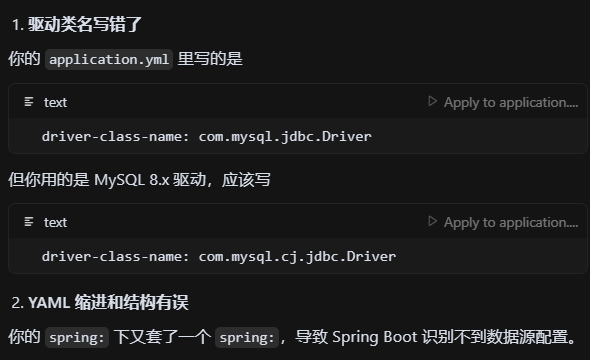 1. 驱动类名写错了
你的 application.yml 里写的是
text
Apply to application....
driver-class-name: com.mysql.jdbc.Driver
但你用的是 MySQL 8.x 驱动，应该写
text
Apply to application....
driver-class-name: com.mysql.cj.jdbc.Driver
2. YAML 缩进和结构有误
你的 spring: 下又套了一个 spring:，导致 Spring Boot 识别不到数据源配置。